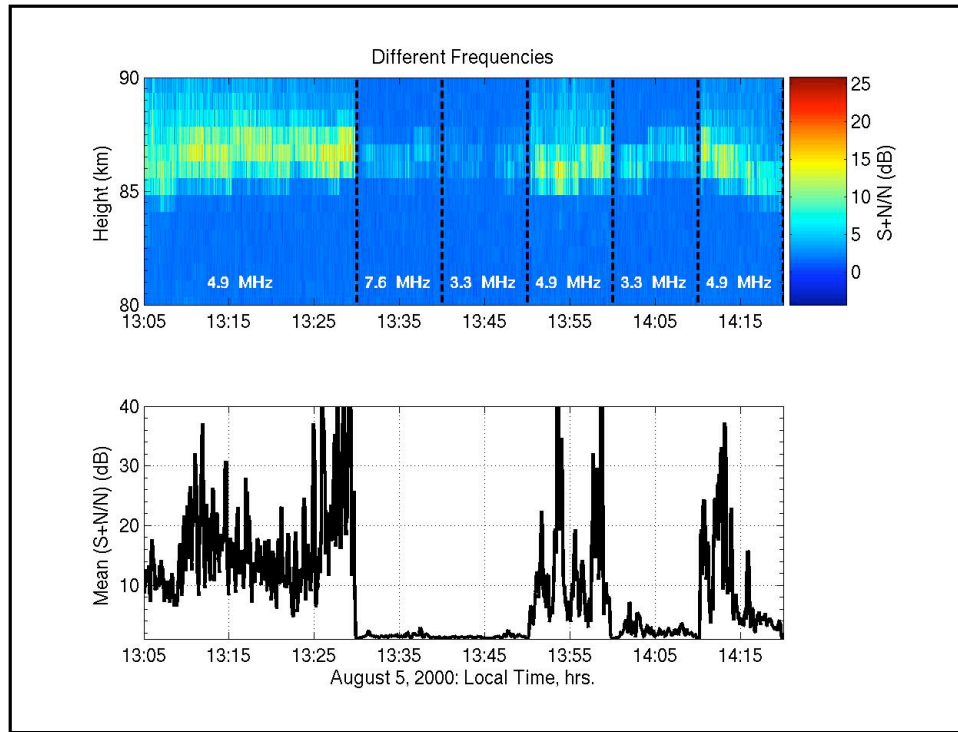 Different Frequencies
90
85
80
Height (km)
4.9 MHz
7.6 MHz
3.3 MHz
4.9 MHz
3.3 MHz
4.9 MHz
13:05
13:15
13:25
13:35
13:45
13:55
14:05
14:15
25
20
15
10
5
0
S+N/N (dB)
40
30
20
10
Mean (S+N/N) (dB)
13:05
13:15
13:25
13:35
13:45
13:55
14:05
14:15
August 5, 2000: Local Time, hrs.